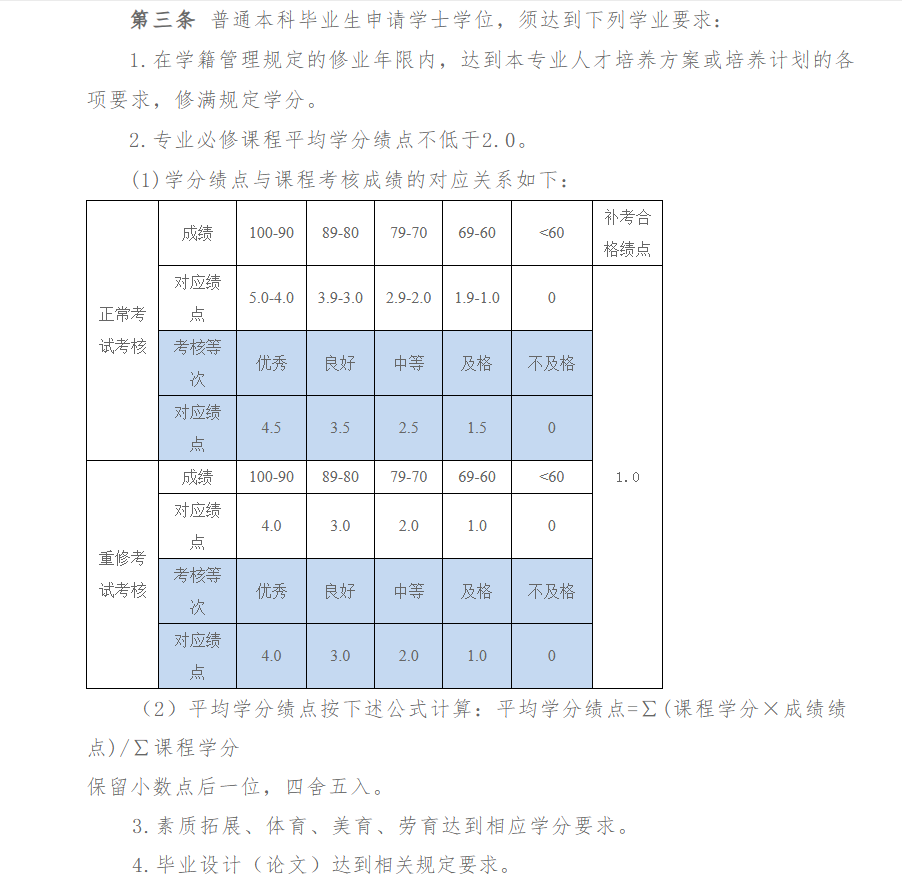 第三条 普通本科毕业生申请学士学位，须达到下列学业要求：
1.在学籍管理规定的修业年限内，达到本专业人才培养方案或培养计划的各
项要求，修满规定学分。
2.专业必修课程平均学分绩点不低于2.0。
(1)学分绩点与课程考核成绩的对应关系如下：
正常考
试考核
成绩 100-90 89-80 79-70 69-60 <60 补考合
格绩点
对应绩
点 5.0-4.0 3.9-3.0 2.9-2.0 1.9-1.0 0
考核等
次 优秀 良好 中等 及格 不及格
对应绩
点 4.5 3.5 2.5 1.5 0
1.0
重修考
试考核
成绩 100-90 89-80 79-70 69-60 <60
对应绩
点 4.0 3.0 2.0 1.0 0
考核等
次 优秀 良好 中等 及格 不及格
对应绩
点 4.0 3.0 2.0 1.0 0
（2）平均学分绩点按下述公式计算：平均学分绩点=∑(课程学分×成绩绩
点)/∑课程学分
保留小数点后一位，四舍五入。
3.素质拓展、体育、美育、劳育达到相应学分要求。
4.毕业设计（论文）达到相关规定要求。